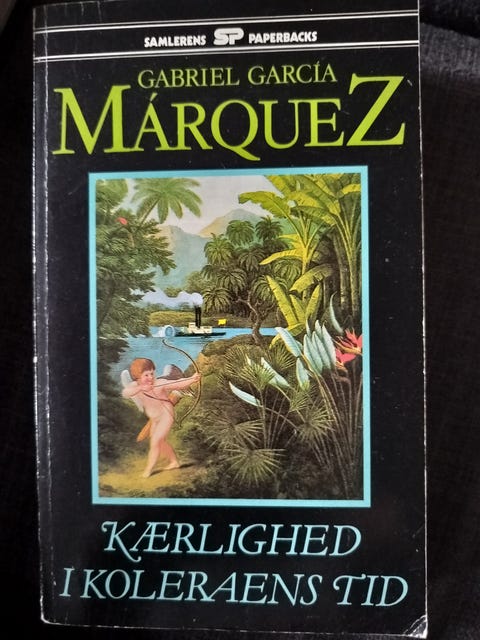 SAMLERENS SP PAPERBACKS
GABRIEL GARCÍA
MÁRQUEZ
KÆRLIGHED
I KOLERAENS TID